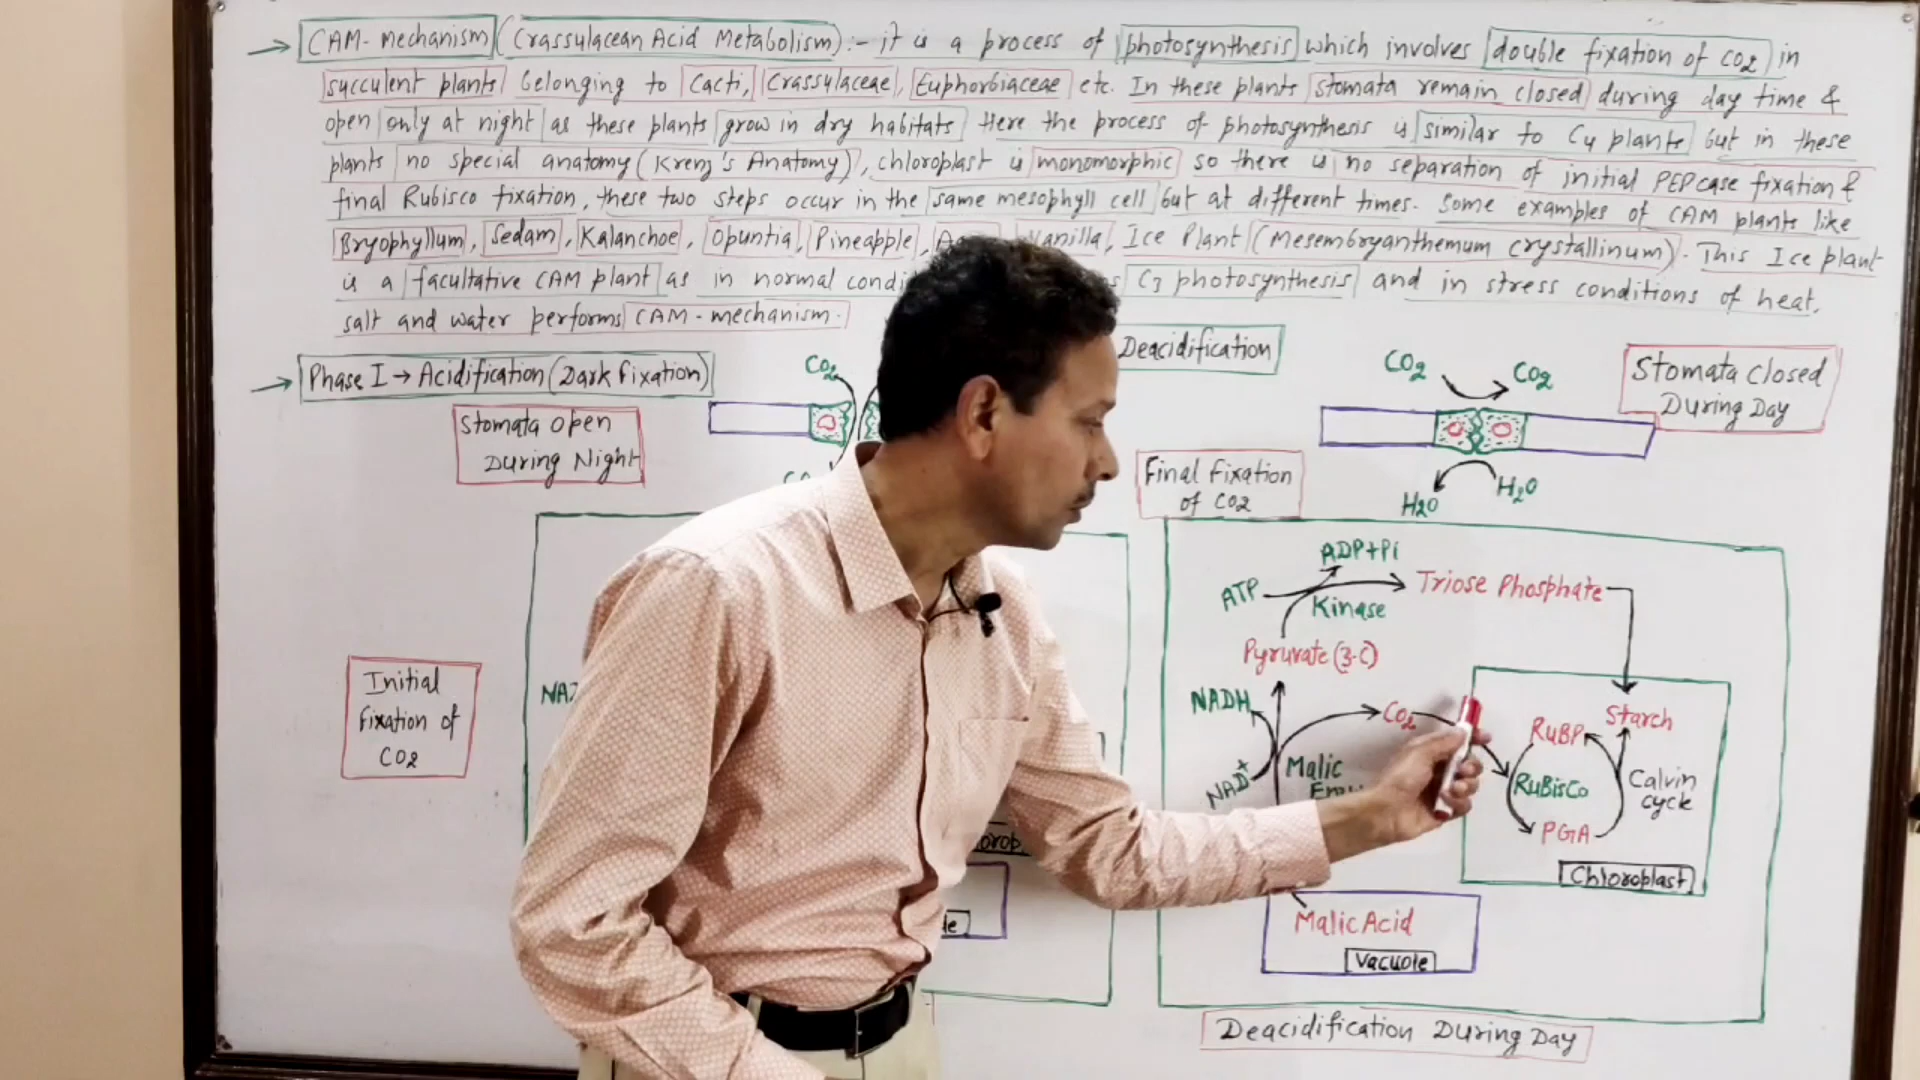 → CAM-mechanism (Crassulacean Acid Metabolism) :- it is a process of photosynthesis which involves double fixation of CO2 in
succulent plants belonging to Cacti, Crassulaceae, Euphorbiaceae etc. In these plants stomata remain closed during day time &
open only at night as these plants grow in dry habitats Here the process of photosynthesis is similar to C4 plants but in these
plants no special anatomy (Krenz's Anatomy), chloroplast is monomorphic so there is no separation of initial PEPcase fixation &
final Rubisco fixation, these two steps occur in the same mesophyll cell but at different times. Some examples of CAM plants like
Bryophyllum, Sedam, Kalanchoe, Opuntia, Pineapple, Vanilla, Ice Plant (Mesembryanthemum crystallinum). This Ice plant
is a facultative CAM plant as in normal C3 photosynthesis and in stress conditions of heat,
salt and water performs CAM-mechanism.
→ Phase I → Acidification (Dark fixation)
Deacidification
Stomata Open
During Night
CO2
CO2 CO2
Stomata Closed
During Day
H2O H2O
Final fixation
of CO2
Initial
fixation of
CO2
ADP+Pi
ATP
Kinase
Triose Phosphate
Pyruvate (3-C)
NADH
NAD+
CO2
Malic
RuBP
Starch
RuBisCo
Calvin
cycle
PGA
Chloroplast
Malic Acid
Vacuole
Deacidification During Day